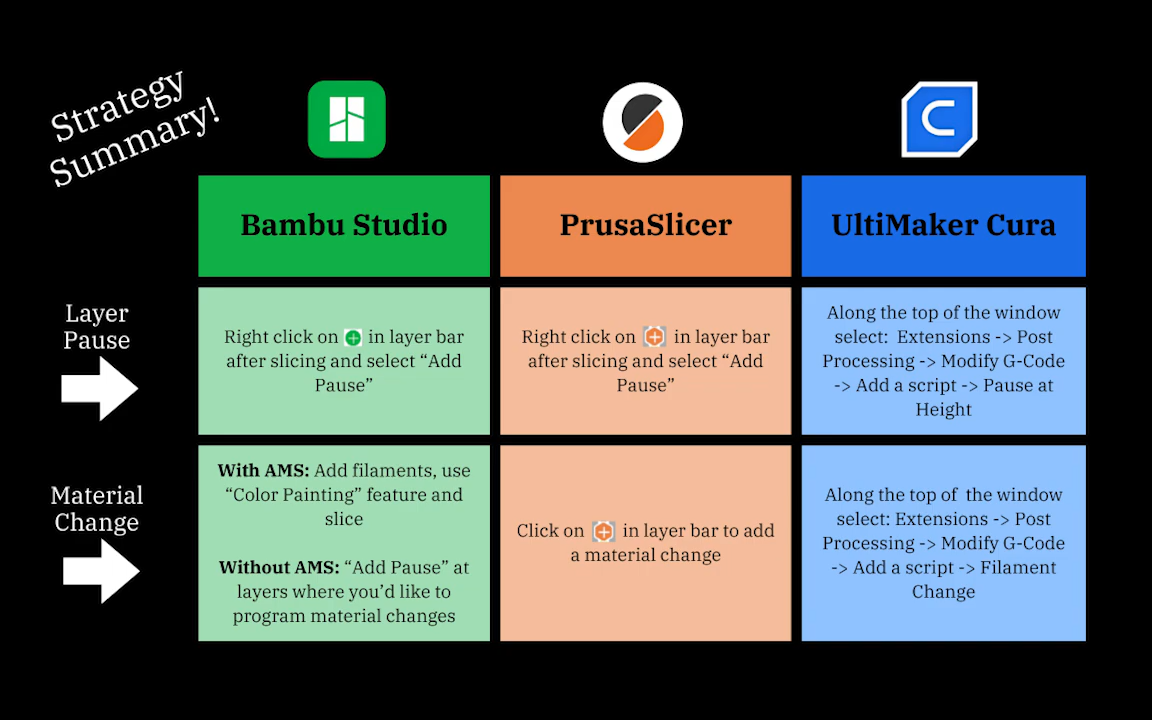 Strategy
Summary!
Bambu Studio
PrusaSlicer
UltiMaker Cura
Layer
Pause
Right click on in layer bar
after slicing and select “Add
Pause”
Right click on in layer bar
after slicing and select “Add
Pause”
Along the top of the window
select: Extensions -> Post
Processing -> Modify G-Code
-> Add a script -> Pause at
Height
Material
Change
With AMS: Add filaments, use
“Color Painting” feature and
slice
Without AMS: “Add Pause” at
layers where you’d like to
program material changes
Click on in layer bar to add
a material change
Along the top of the window
select: Extensions -> Post
Processing -> Modify G-Code
-> Add a script -> Filament
Change